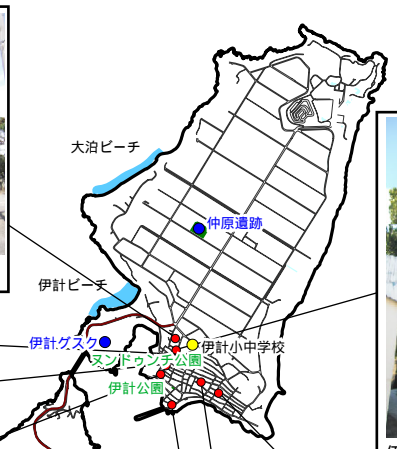 大泊ビーチ
仲原遺跡
伊計ビーチ
伊計グスク
伊計小中学校
ヌンドゥンチ公園
伊計公園